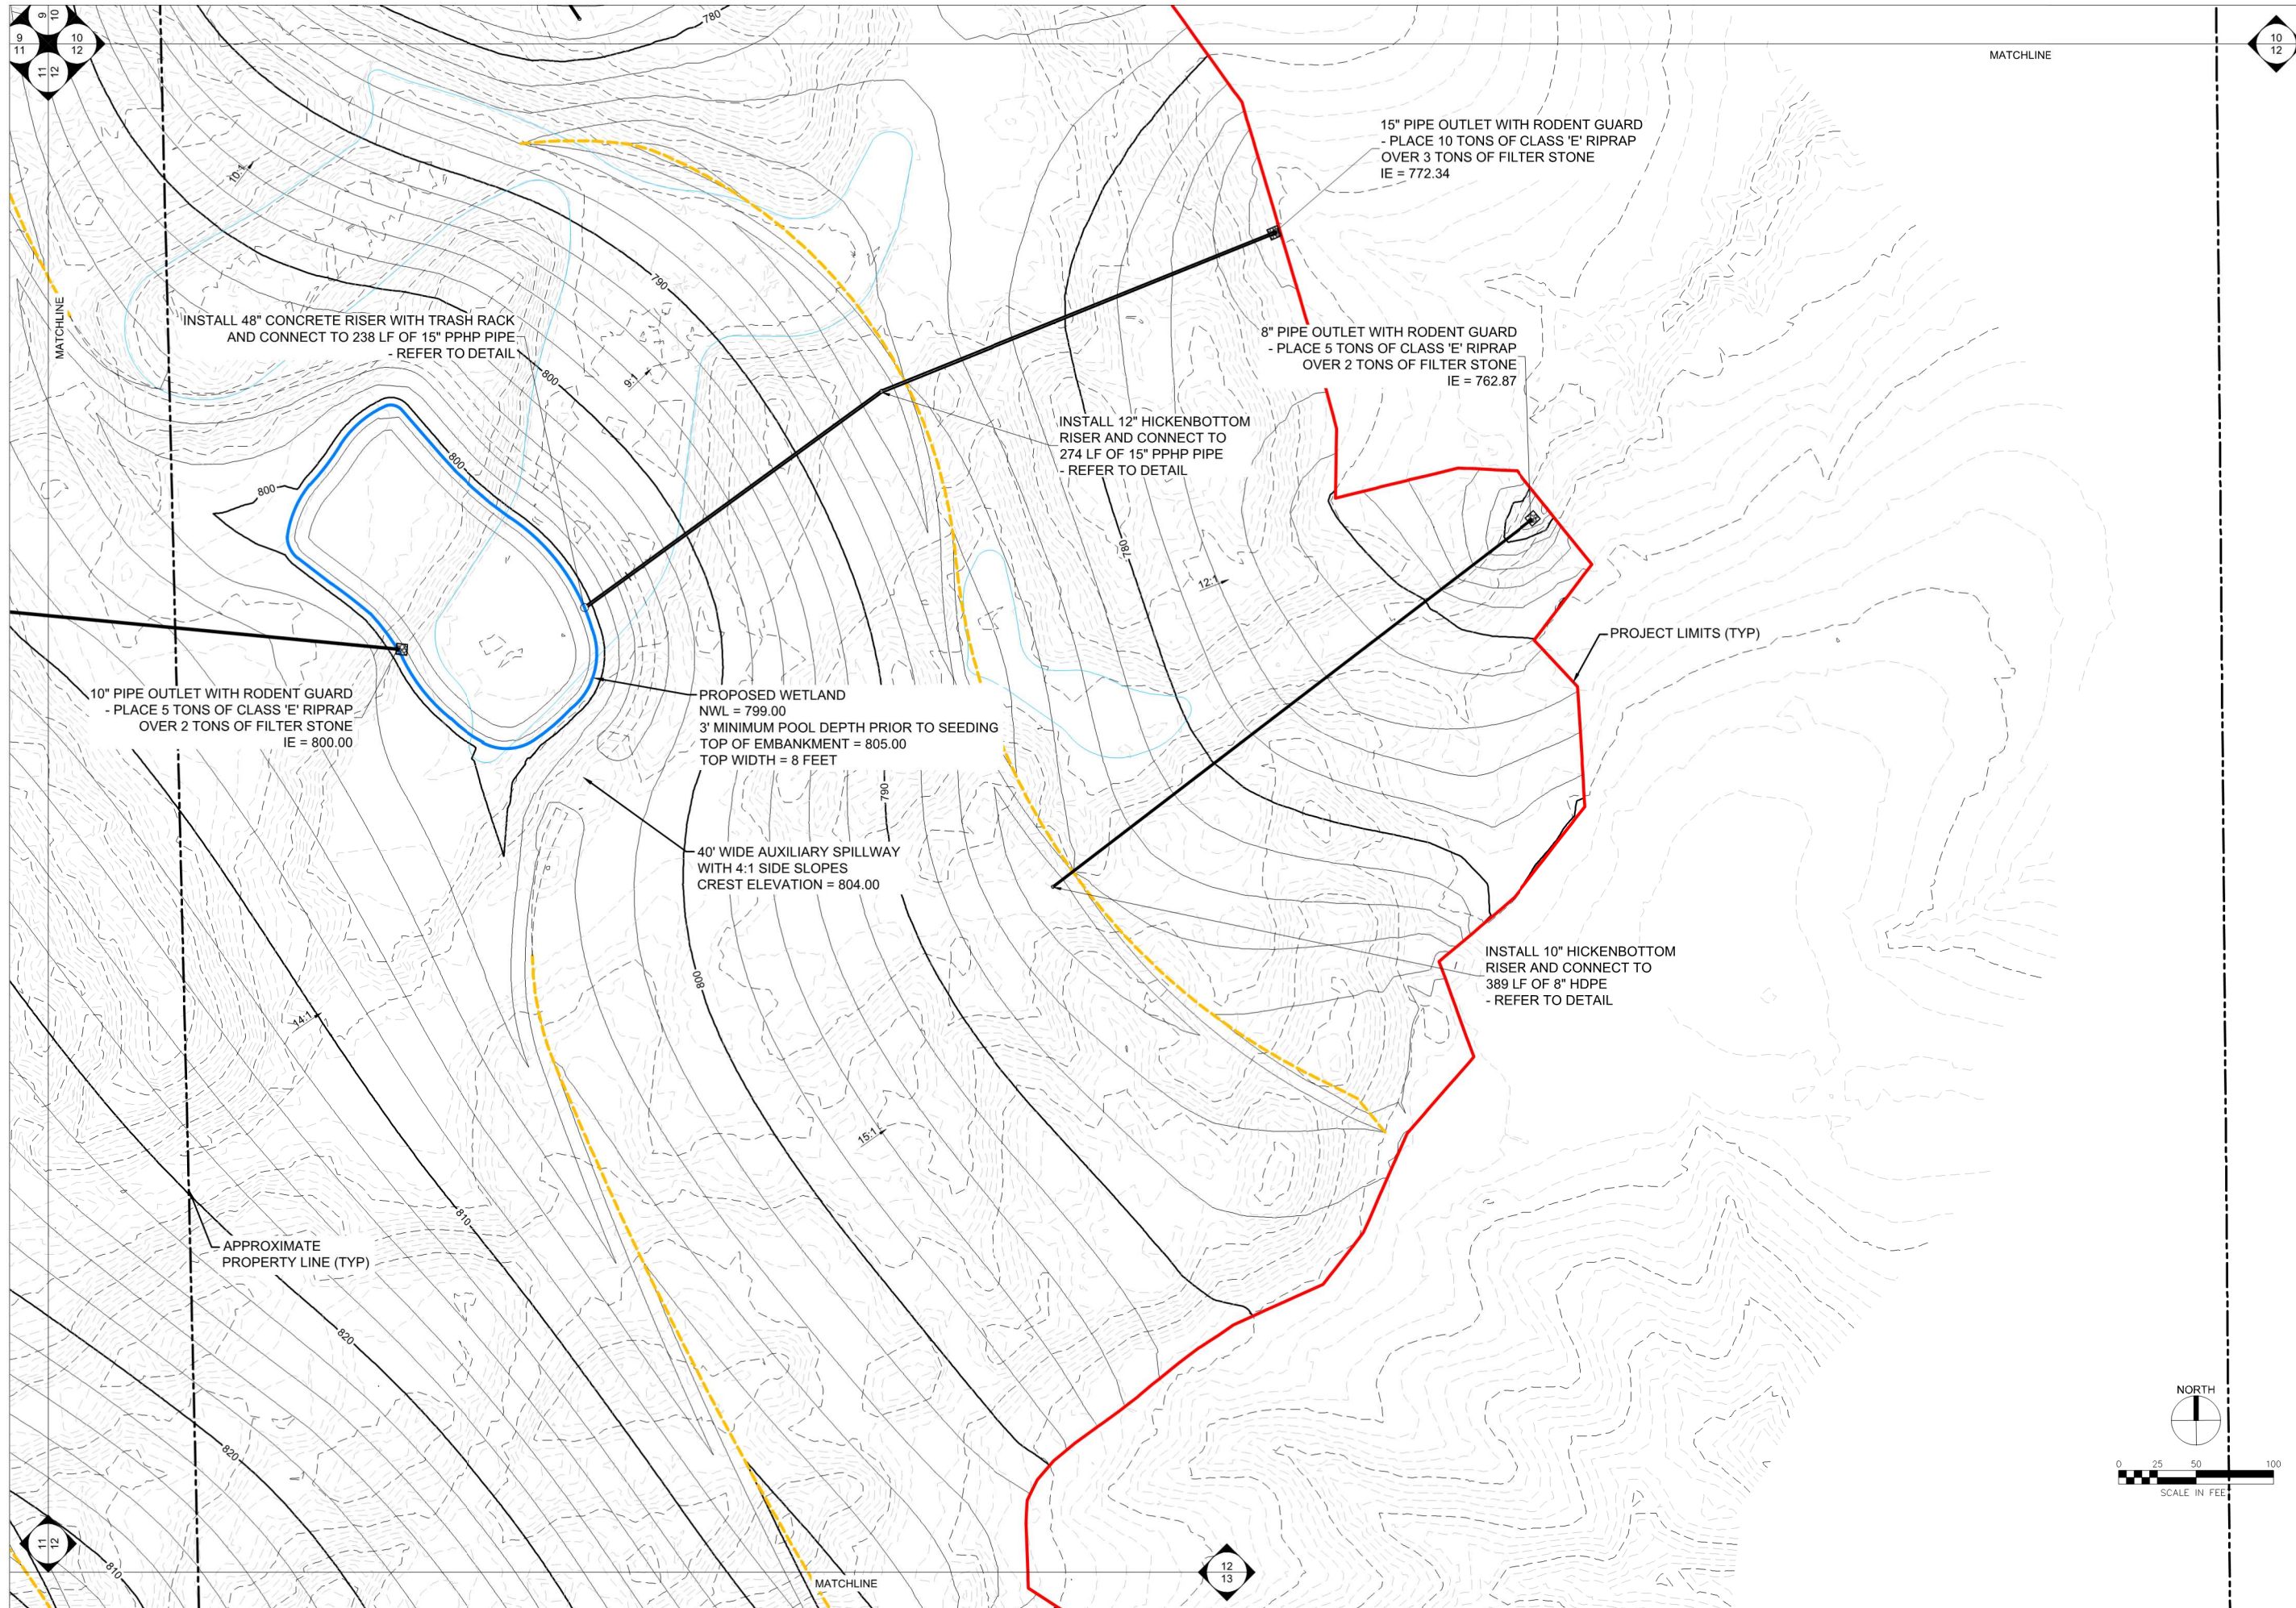 9
10
9
11
10
12
11
12
780
MATCHLINE
10
12
15" PIPE OUTLET WITH RODENT GUARD
- PLACE 10 TONS OF CLASS 'E' RIPRAP
OVER 3 TONS OF FILTER STONE
IE = 772.34
10:1
790
MATCHLINE
INSTALL 48" CONCRETE RISER WITH TRASH RACK
AND CONNECT TO 238 LF OF 15" PPHP PIPE
- REFER TO DETAIL
8" PIPE OUTLET WITH RODENT GUARD
- PLACE 5 TONS OF CLASS 'E' RIPRAP
OVER 2 TONS OF FILTER STONE
IE = 762.87
800
9:1
INSTALL 12" HICKENBOTTOM
RISER AND CONNECT TO
274 LF OF 15" PPHP PIPE
- REFER TO DETAIL
800
800
780
12:1
PROJECT LIMITS (TYP)
10" PIPE OUTLET WITH RODENT GUARD
- PLACE 5 TONS OF CLASS 'E' RIPRAP
OVER 2 TONS OF FILTER STONE
IE = 800.00
PROPOSED WETLAND
NWL = 799.00
3' MINIMUM POOL DEPTH PRIOR TO SEEDING
TOP OF EMBANKMENT = 805.00
TOP WIDTH = 8 FEET
790
40' WIDE AUXILIARY SPILLWAY
WITH 4:1 SIDE SLOPES
CREST ELEVATION = 804.00
800
INSTALL 10" HICKENBOTTOM
RISER AND CONNECT TO
389 LF OF 8" HDPE
- REFER TO DETAIL
14:1
15:1
810
APPROXIMATE
PROPERTY LINE (TYP)
820
820
NORTH
0 25 50 100
SCALE IN FEE
11
12
810
MATCHLINE
12
13